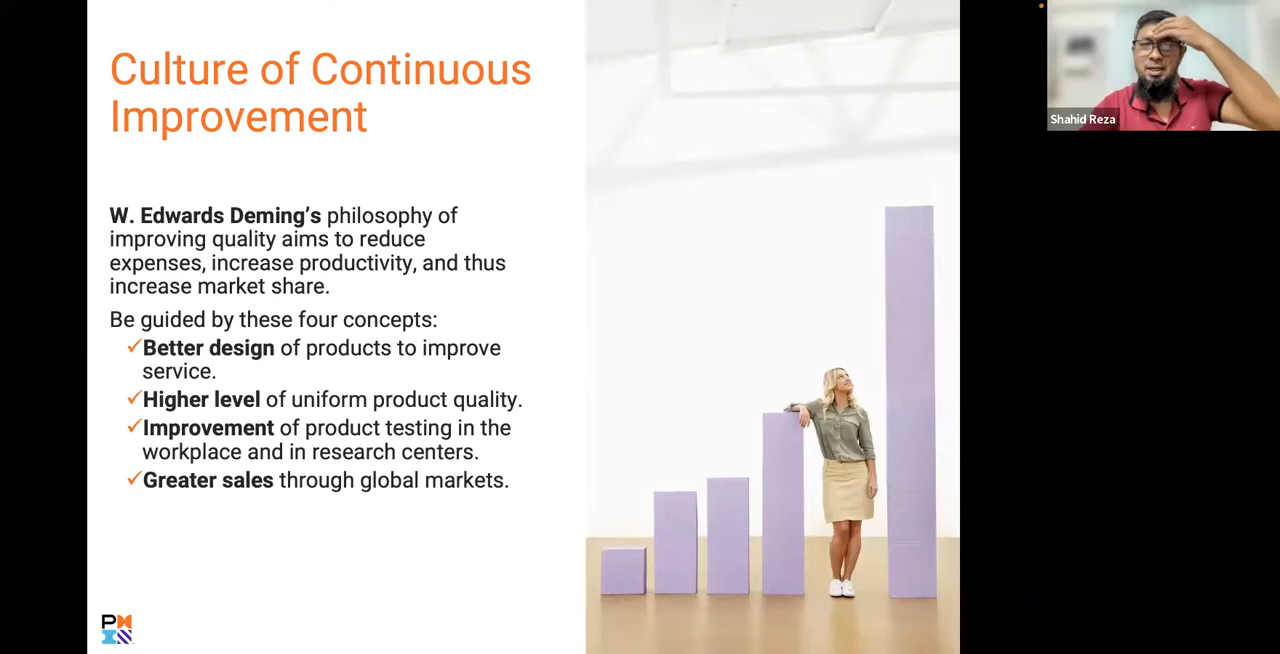 Culture of Continuous
Improvement
W. Edwards Deming’s philosophy of
improving quality aims to reduce
expenses, increase productivity, and thus
increase market share.
Be guided by these four concepts:
✓Better design of products to improve
service.
✓Higher level of uniform product quality.
✓Improvement of product testing in the
workplace and in research centers.
✓Greater sales through global markets.
Shahid Reza